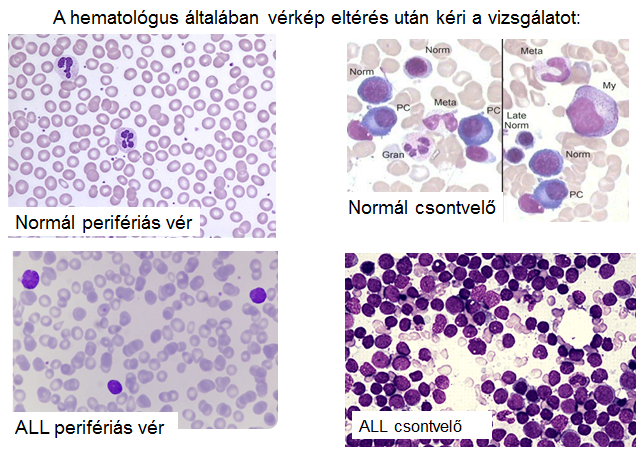 A hematológus általában vérkép eltérés után kéri a vizsgálatot:
Normál perifériás vér
Norm
Norm
PC
Meta
PC
Gran
Meta
My
Late
Norm
Norm
PC
Normál csontvelő
ALL perifériás vér
ALL csontvelő